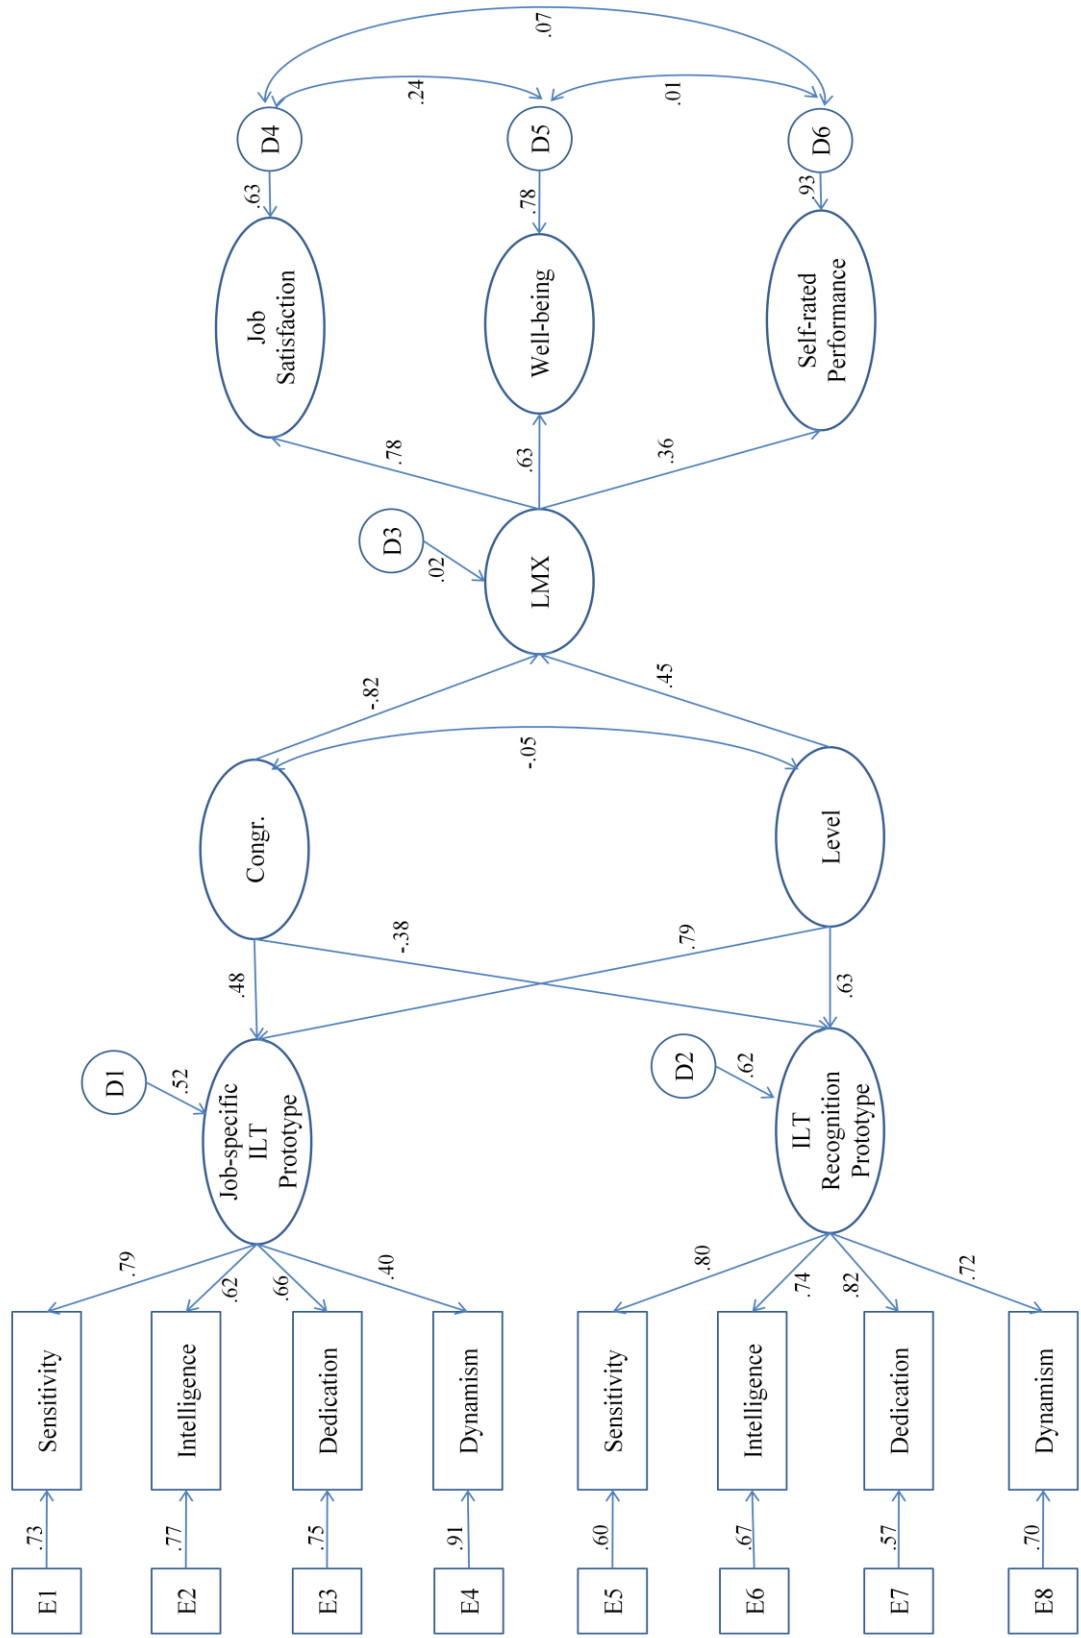 E1
.73
Sensitivity
.79
E2
.77
Intelligence
.62
E3
.75
Dedication
.66
E4
.91
Dynamism
.40
E5
.60
Sensitivity
.80
E6
.67
Intelligence
.74
E7
.57
Dedication
.82
E8
.70
Dynamism
.72
D1
.52
Job-specific
ILT
Prototype
D2
.62
ILT
Recognition
Prototype
.48
-.38
.79
.63
Congr.
-.05
Level
-.82
.45
D3
.02
LMX
.78
.63
.36
Job
Satisfaction
.63
D4
Well-being
.78
D5
Self-rated
Performance
.93
D6
.24
.01
.07